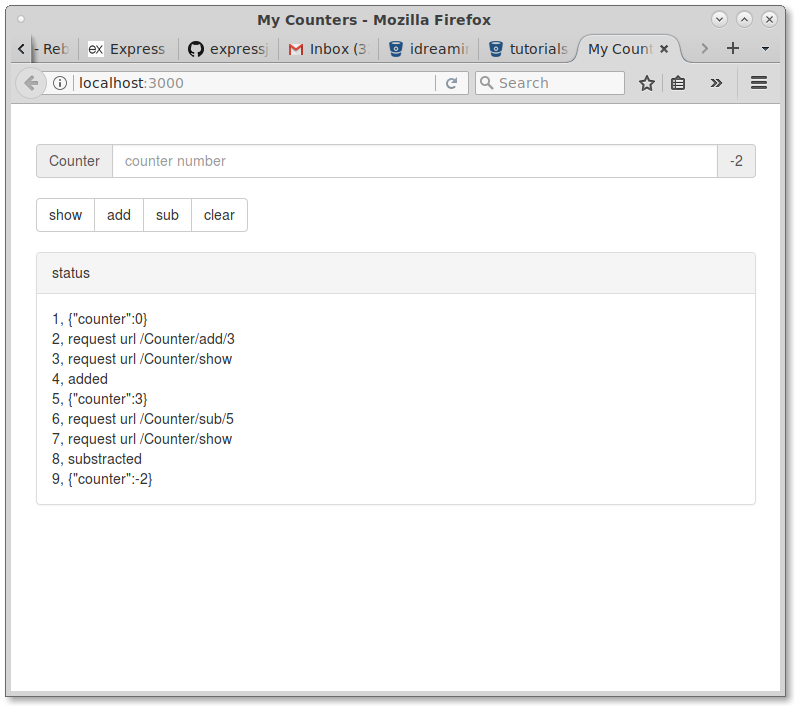 My Counters - Mozilla Firefox
- Reb Express expressj Inbox (3 idreamin tutorials My Count
localhost:3000 Search
Counter counter number -2
show add sub clear
status
1, {"counter":0}
2, request url /Counter/add/3
3, request url /Counter/show
4, added
5, {"counter":3}
6, request url /Counter/sub/5
7, request url /Counter/show
8, substracted
9, {"counter":-2}